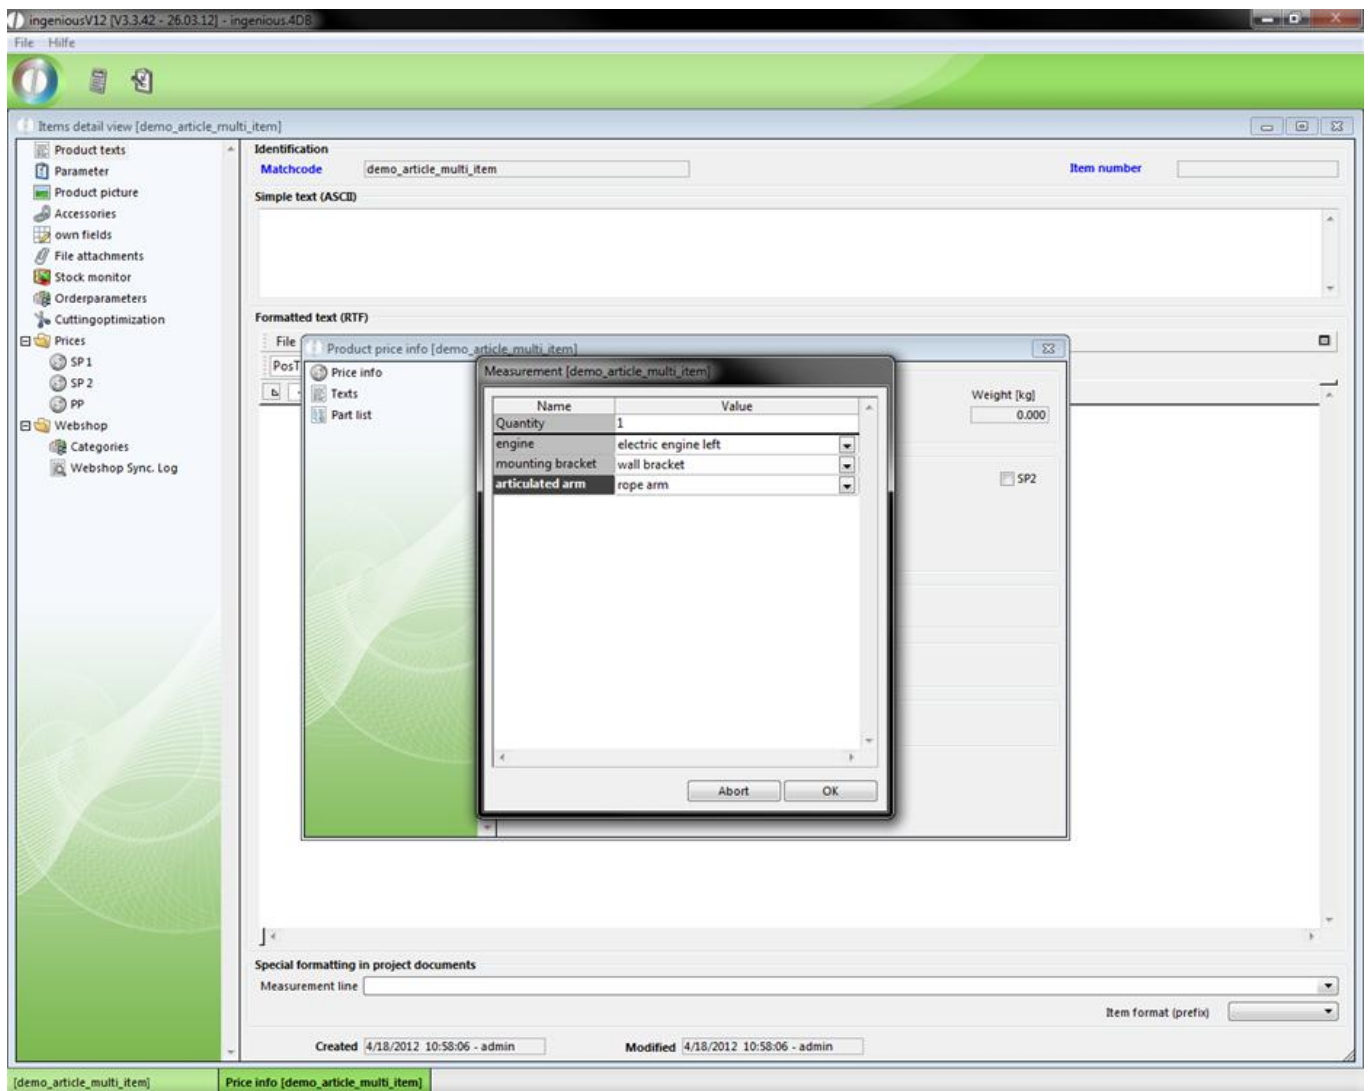 ingeniousV12 [V3.3.42 - 26.03.12] - ingenious.4DB
File Hilfe
Items detail view [demo_article_multi_item]
Product texts
Parameter
Product picture
Accessories
own fields
File attachments
Stock monitor
Orderparameters
Cuttingoptimization
Prices
SP 1
SP 2
PP
Webshop
Categories
Webshop Sync. Log
Identification
Matchcode demo_article_multi_item Item number
Simple text (ASCII)
Formatted text (RTF)
File
PosT
Product price info [demo_article_multi_item]
Price info
Texts
Part list
Weight [kg]
0.000
SP2
Measurement [demo_article_multi_item]
Name Value
Quantity 1
engine electric engine left
mounting bracket wall bracket
articulated arm rope arm
Abort OK
Special formatting in project documents
Measurement line
Item format (prefix)
Created 4/18/2012 10:58:06 - admin Modified 4/18/2012 10:58:06 - admin
[demo_article_multi_item] Price info [demo_article_multi_item]